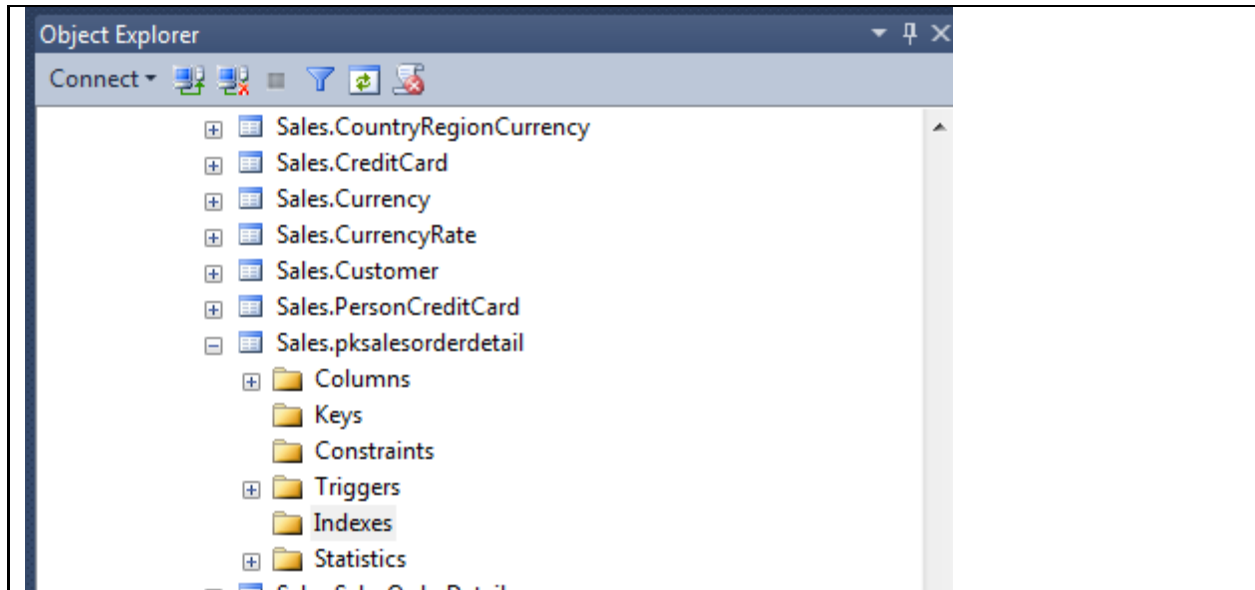 Object Explorer
Connect
Sales.CountryRegionCurrency
Sales.CreditCard
Sales.Currency
Sales.CurrencyRate
Sales.Customer
Sales.PersonCreditCard
Sales.pksalesorderdetail
Columns
Keys
Constraints
Triggers
Indexes
Statistics